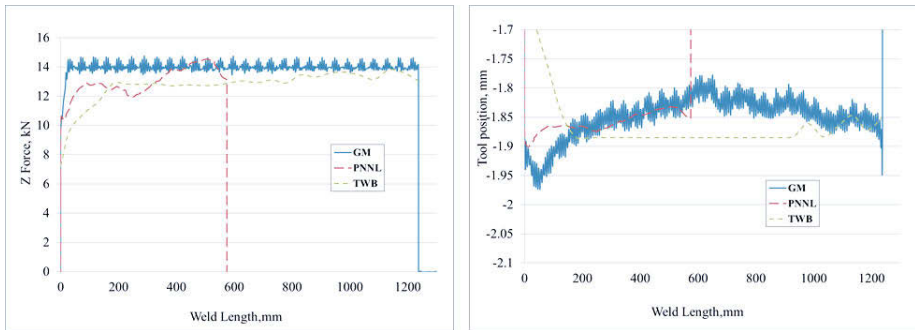 16
14
12
10
8
6
4
2
0
Z Force, kN
GM
PNNL
TWB
0 200 400 600 800 1000 1200
Weld Length,mm
-1.7
-1.75
-1.8
-1.85
-1.9
-1.95
-2
-2.05
-2.1
Tool position, mm
GM
PNNL
TWB
0 200 400 600 800 1000 1200
Weld Length,mm